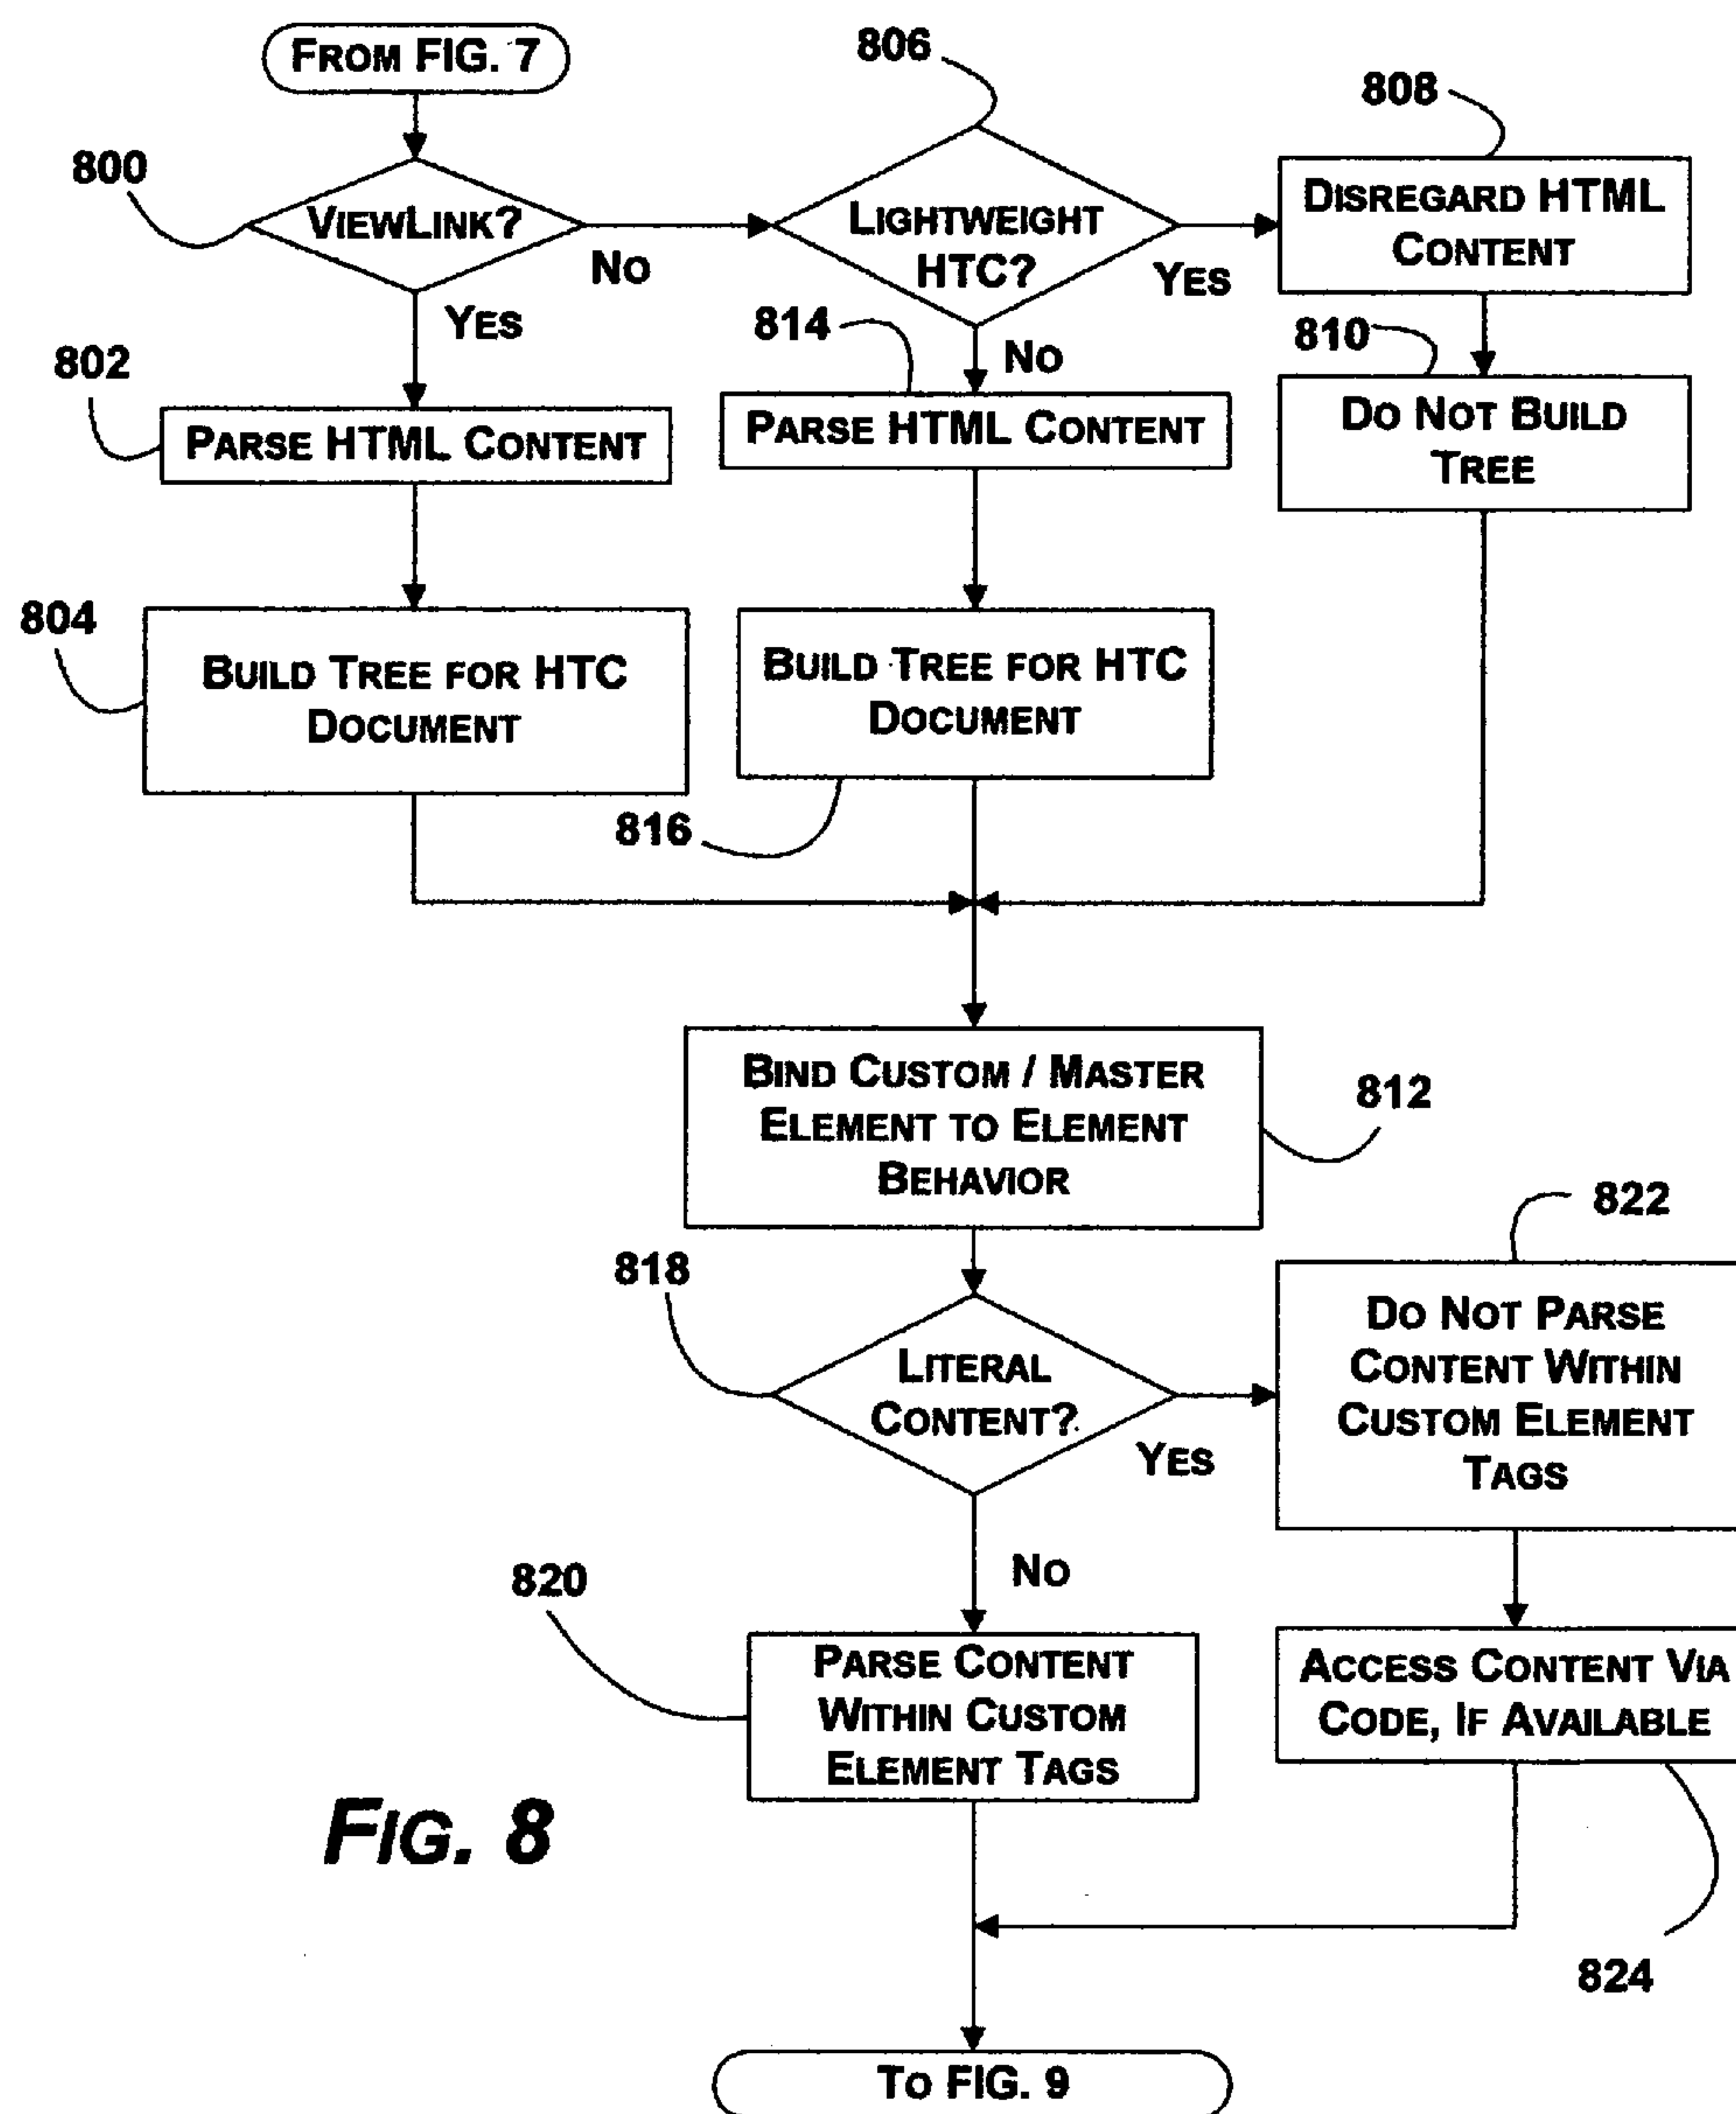 FROM FIG. 7
806
808
800
VIEWLINK?
NO
YES
LIGHTWEIGHT
HTC?
YES
NO
DISREGARD HTML
CONTENT
802
PARSE HTML CONTENT
814
PARSE HTML CONTENT
810
DO NOT BUILD
TREE
804
BUILD TREE FOR HTC
DOCUMENT
BUILD TREE FOR HTC
DOCUMENT
816
BIND CUSTOM / MASTER
ELEMENT TO ELEMENT
BEHAVIOR
812
818
LITERAL
CONTENT?
YES
NO
822
DO NOT PARSE
CONTENT WITHIN
CUSTOM ELEMENT
TAGS
820
PARSE CONTENT
WITHIN CUSTOM
ELEMENT TAGS
ACCESS CONTENT VIA
CODE, IF AVAILABLE
824
FIG. 8
TO FIG. 9